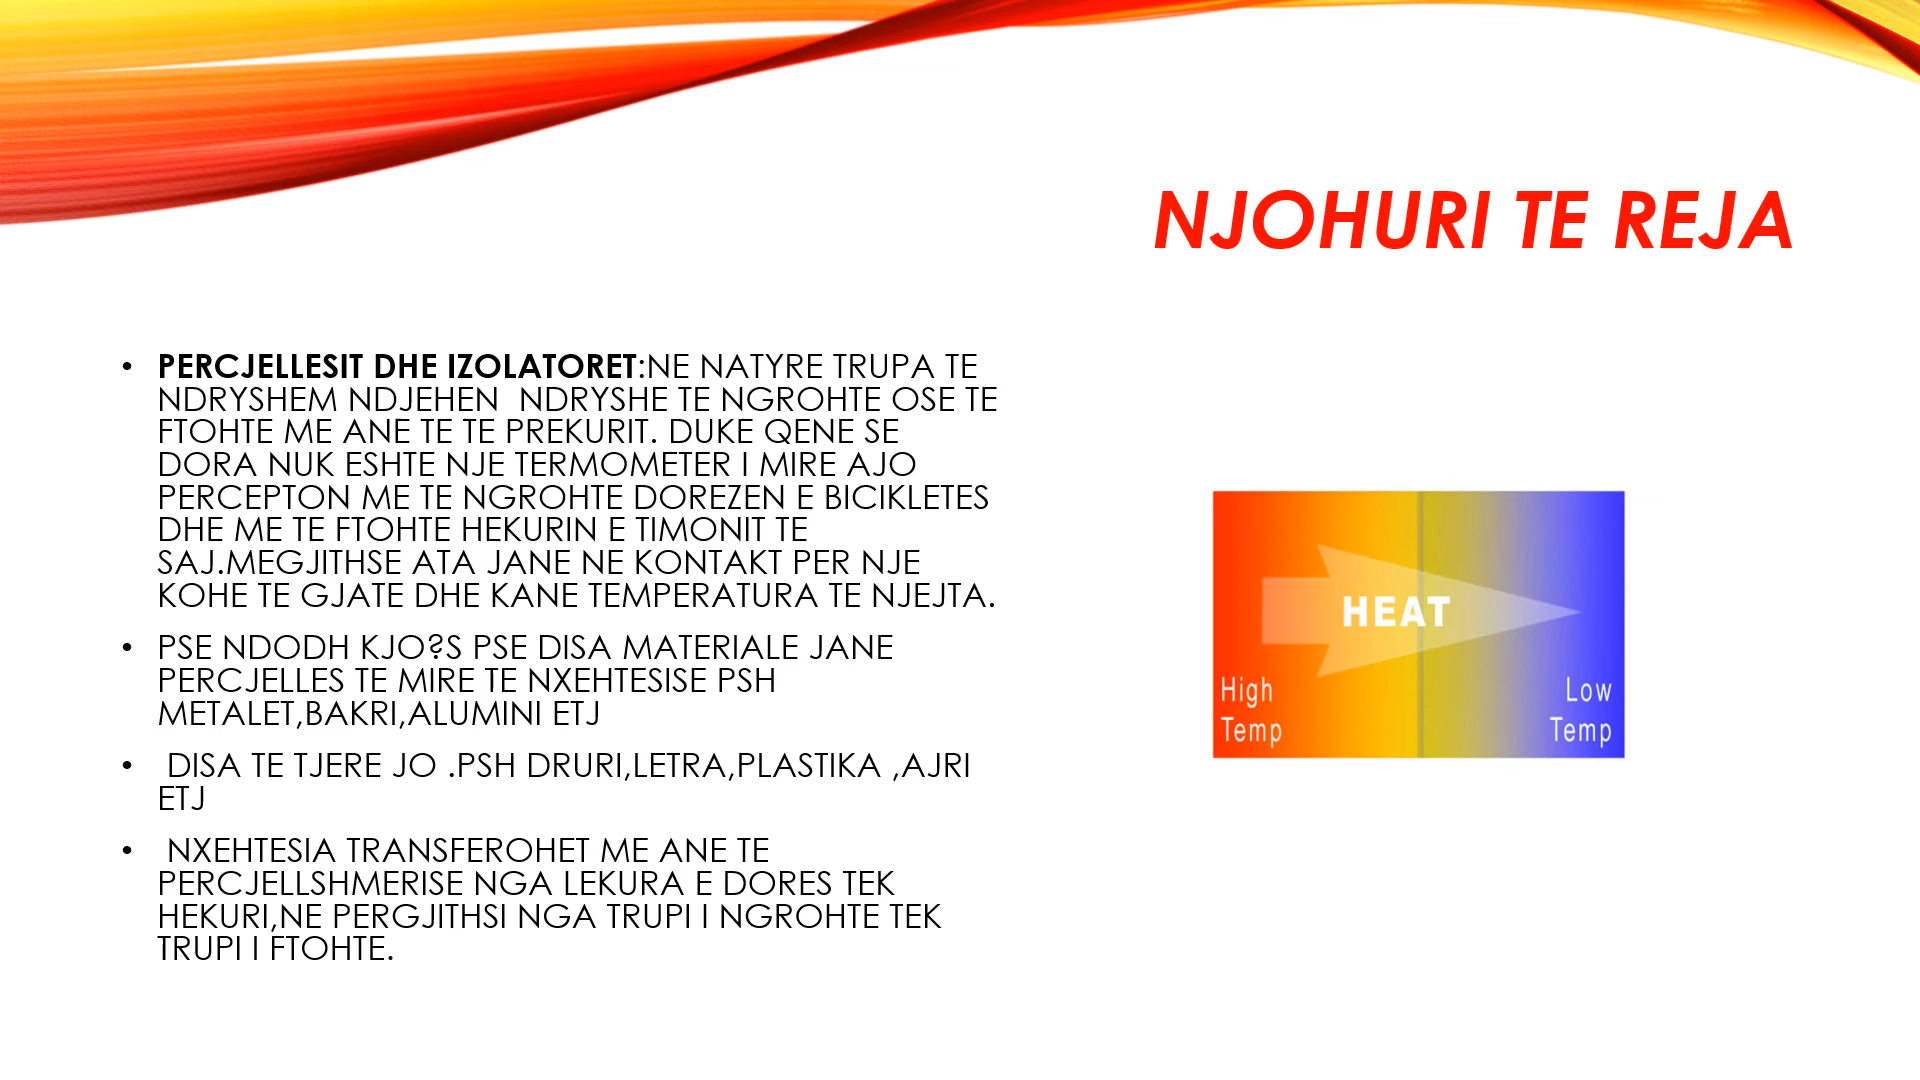 NJOHURI TE REJA
• PERCJELLESIT DHE IZOLATORET:NE NATYRE TRUPA TE
NDRYSHEM NDJEHEN  NDRYSHE TE NGROHTE OSE TE
FTOHTE ME ANE TE TE PREKURIT. DUKE QENE SE
DORA NUK ESHTE NJE TERMOMETER I MIRE AJO
PERCEPTON ME TE NGROHTE DOREZEN E BICIKLETES
DHE ME TE FTOHTE HEKURIN E TIMONIT TE
SAJ.MEGJITHSE ATA JANE NE KONTAKT PER NJE
KOHE TE GJATE DHE KANE TEMPERATURA TE NJEJTA.
• PSE NDODH KJO?S PSE DISA MATERIALE JANE
PERCJELLES TE MIRE TE NXEHTESISE PSH
METALET,BAKRI,ALUMINI ETJ
• DISA TE TJERE JO .PSH DRURI,LETRA,PLASTIKA ,AJRI
ETJ
• NXEHTESIA TRANSFEROHET ME ANE TE
PERCJELLSHMERISE NGA LEKURA E DORES TEK
HEKURI,NE PERGJITHSI NGA TRUPI I NGROHTE TEK
TRUPI I FTOHTE.
HEAT
High
Temp
Low
Temp